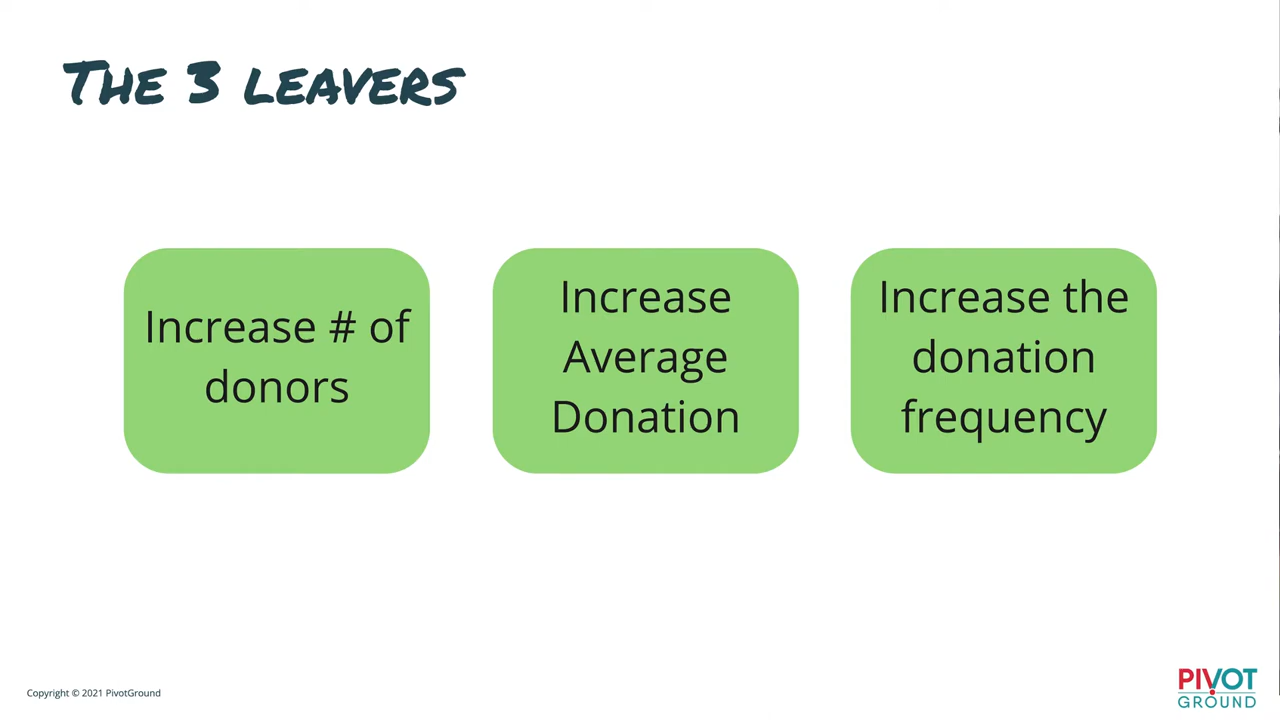 THE 3 LEAVERS
Increase # of
donors
Increase
Average
Donation
Increase the
donation
frequency
Copyright © 2021 PivotGround
PIVOT
GROUND